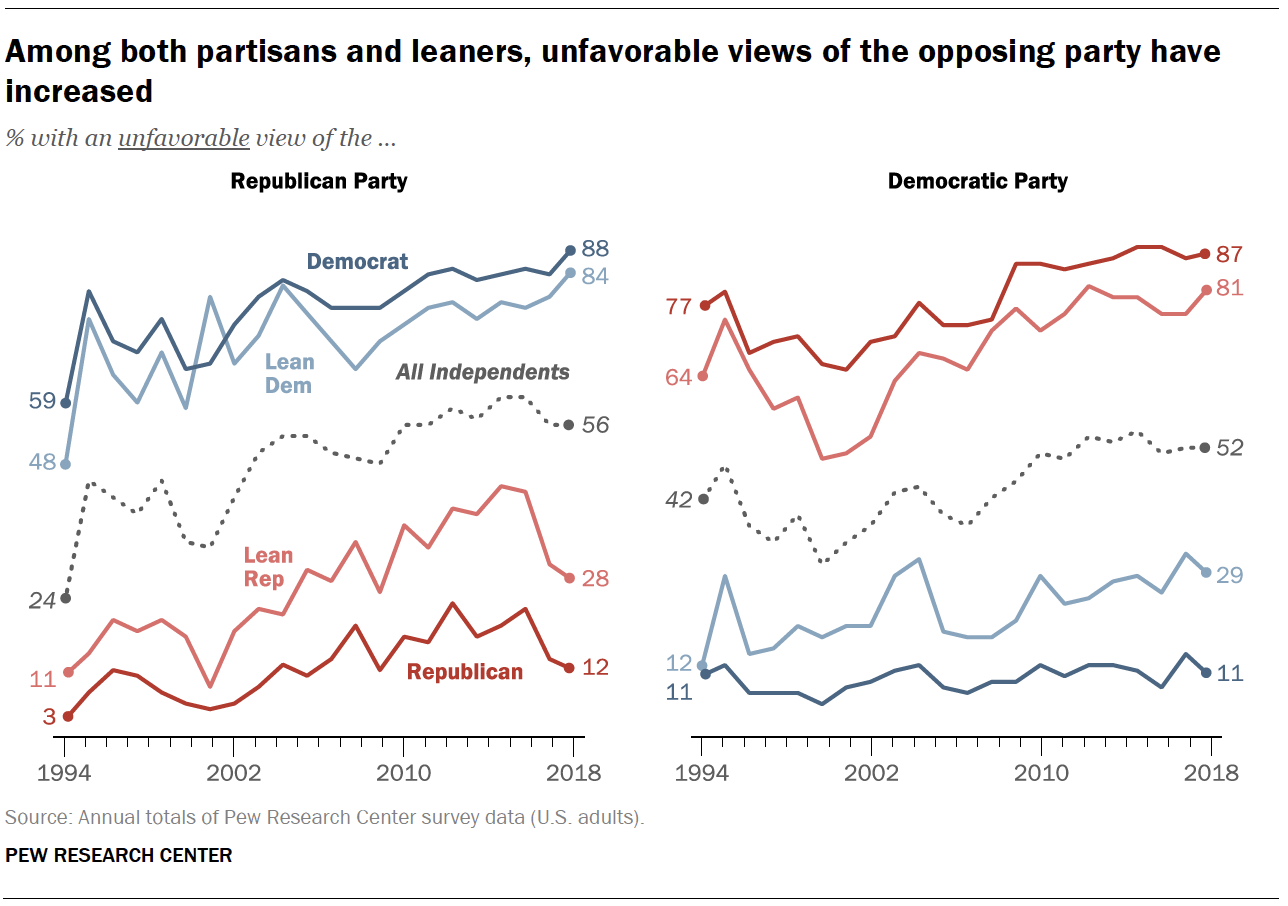 Among both partisans and leaners, unfavorable views of the opposing party have
increased
% with an unfavorable view of the ...
Republican Party
Democrat
88
84
Lean
Dem
All Independents
59
48
56
24
Lean
Rep
28
11
Republican
12
3
1994
2002
2010
2018
Democratic Party
87
81
77
64
52
42
29
12
11
11
1994
2002
2010
2018
Source: Annual totals of Pew Research Center survey data (U.S. adults).
PEW RESEARCH CENTER